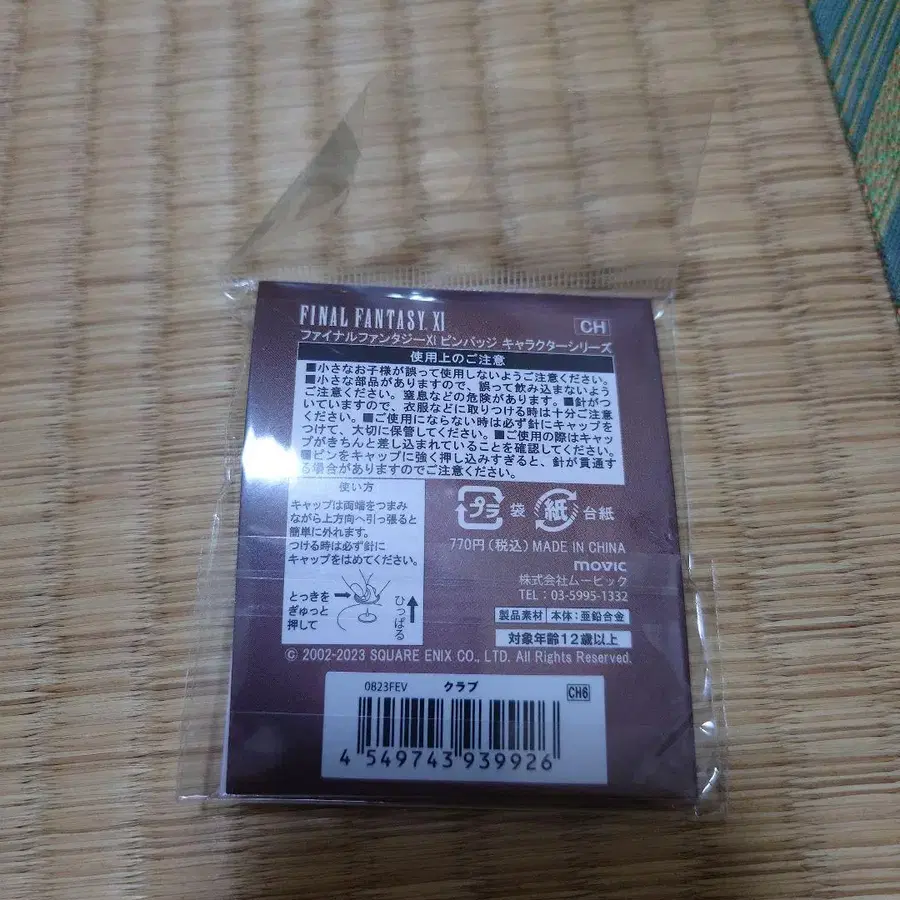 FINAL FANTASY XI
CH
ファイナルファンタジーXI ピンバッジ キャラクターシリーズ
使用上のご注意
■小さなお子様が誤って使用しないようご注意ください。
■小さな部品がありますので、誤って飲み込まないよう
ご注意ください。窒息などの危険があります。■針がつ
いていますので、衣服などに取りつける時は十分ご注意
ください。■ご使用にならない時は必ず針にキャップを
つけて、大切に保管してください。■ご使用の際はキャッ
プがきちんと差し込まれていることを確認してください。
■ピンをキャップに強く押し込みすぎると、針が貫通す
る場合がありますのでご注意ください。
使い方
キャップは両端をつまみ
ながら上方向へ引っ張ると
簡単に外れます。
つける時は必ず針に
キャップをはめてください。
とっきを
ぎゅっと
押して
ひっぱる
プラ 袋 紙 台紙
770円(税込) MADE IN CHINA
movic
株式会社ムービック
TEL:03-5995-1332
製品素材 本体:亜鉛合金
対象年齢12歳以上
© 2002-2023 SQUARE ENIX CO., LTD. All Rights Reserved.
0823FEV クラブ CH6
4 549743 939926